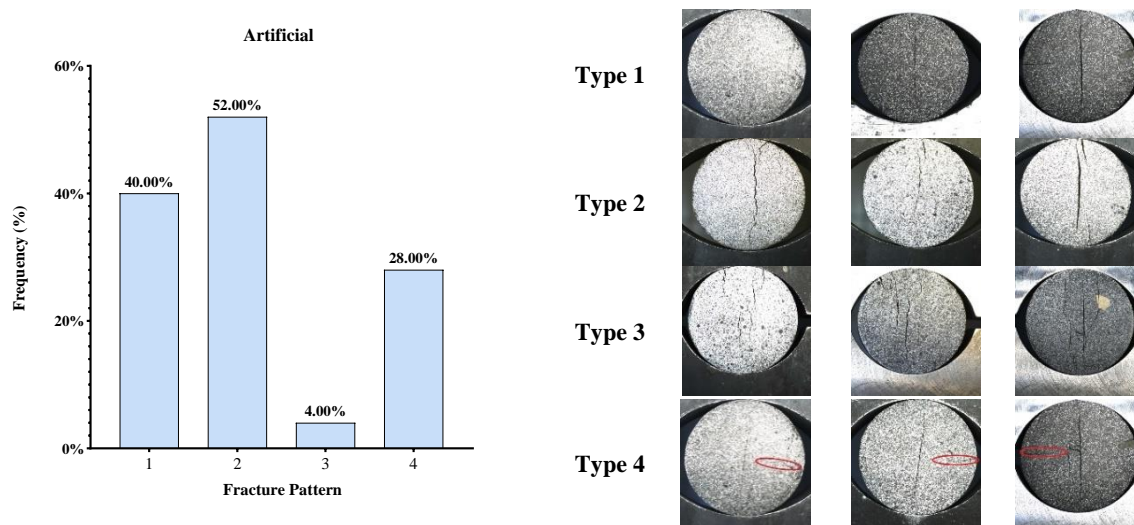 Artificial
60%
52.00%
40.00%
40%
28.00%
20%
4.00%
0%
1 2 3 4
Frequency (%)
Fracture Pattern
Type 1
Type 2
Type 3
Type 4